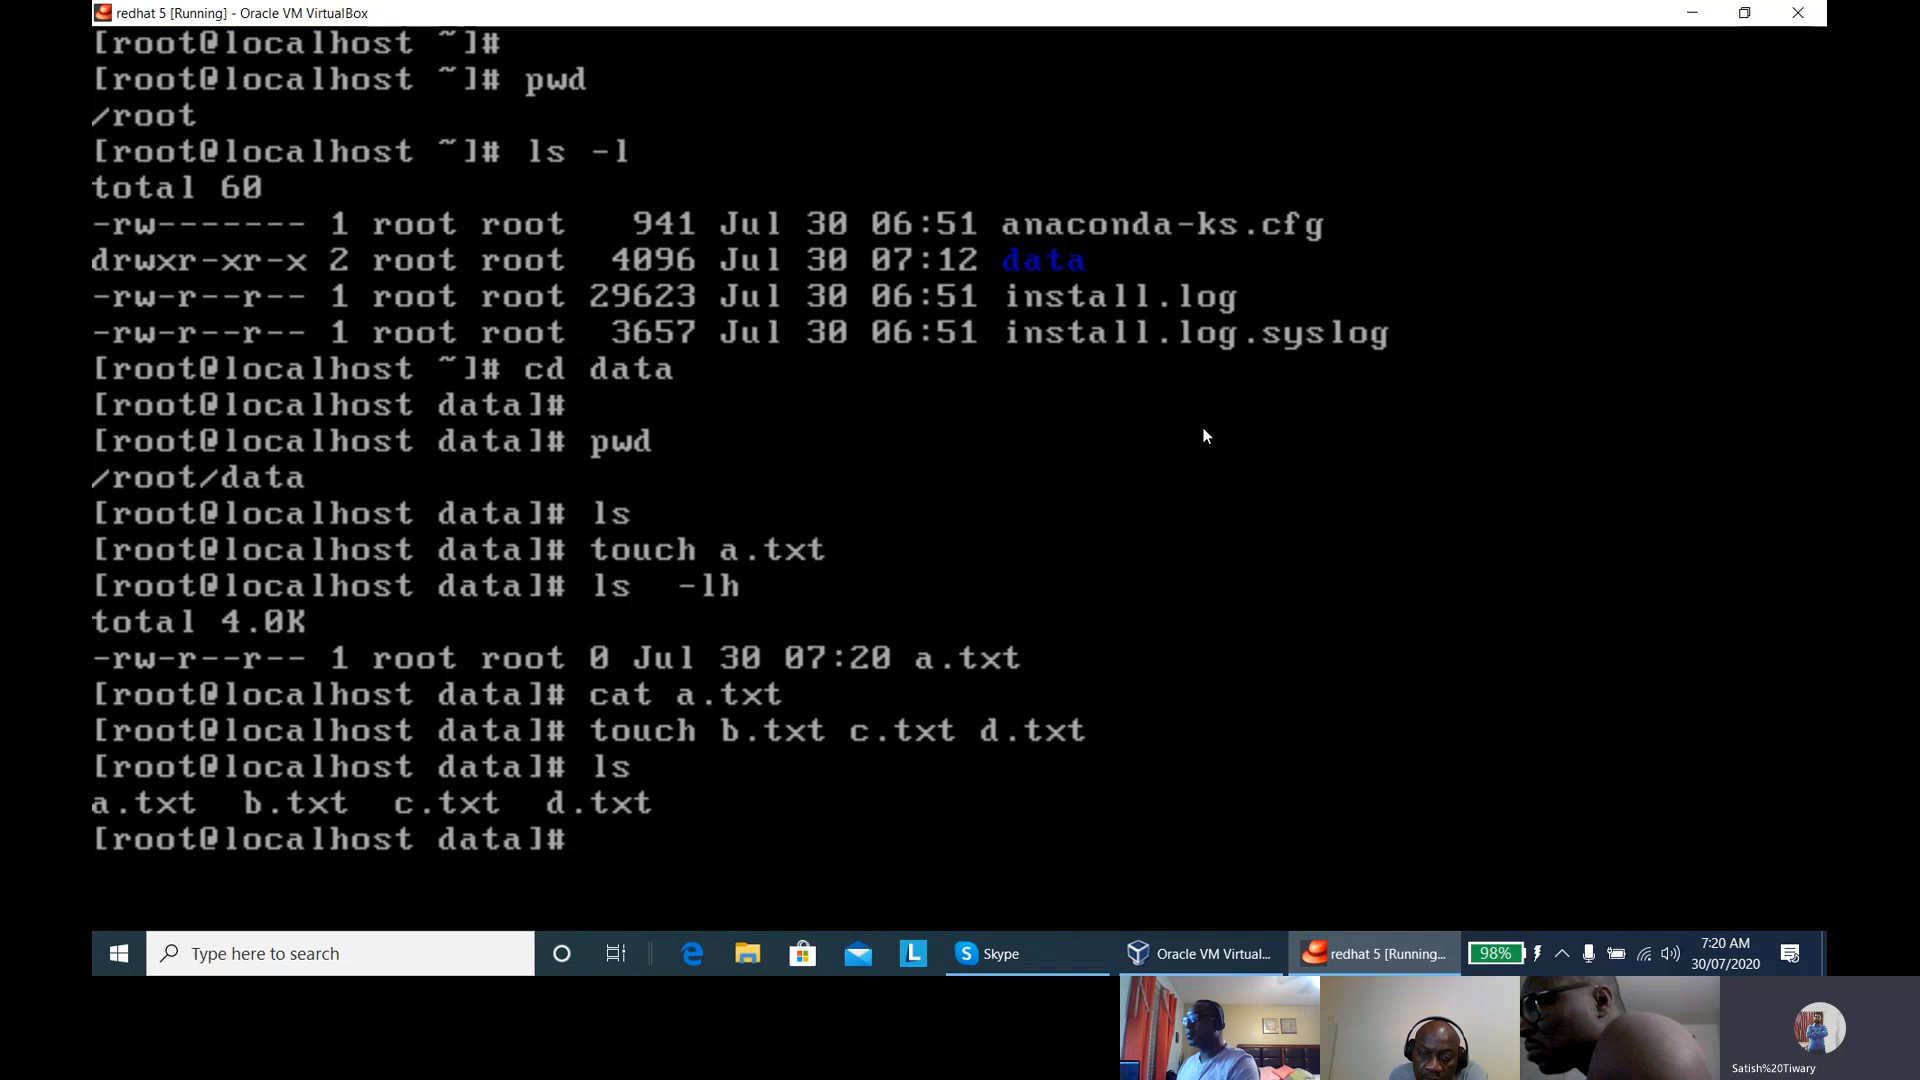 redhat 5 [Running] - Oracle VM VirtualBox
[root@localhost ~]#
[root@localhost ~]# pwd
/root
[root@localhost ~]# ls -l
total 60
-rw------- 1 root root   941 Jul 30 06:51 anaconda-ks.cfg
drwxr-xr-x 2 root root  4096 Jul 30 07:12 data
-rw-r--r-- 1 root root 29623 Jul 30 06:51 install.log
-rw-r--r-- 1 root root  3657 Jul 30 06:51 install.log.syslog
[root@localhost ~]# cd data
[root@localhost data]#
[root@localhost data]# pwd
/root/data
[root@localhost data]# ls
[root@localhost data]# touch a.txt
[root@localhost data]# ls  -lh
total 4.0K
-rw-r--r-- 1 root root 0 Jul 30 07:20 a.txt
[root@localhost data]# cat a.txt
[root@localhost data]# touch b.txt c.txt d.txt
[root@localhost data]# ls
a.txt  b.txt  c.txt  d.txt
[root@localhost data]#
Type here to search
L
S Skype
Oracle VM Virtual...
redhat 5 [Running...
98%
7:20 AM
30/07/2020
Satish%20Tiwary